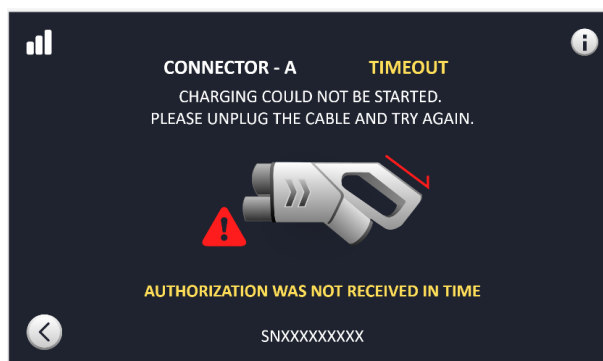 CONNECTOR - A TIMEOUT
CHARGING COULD NOT BE STARTED.
PLEASE UNPLUG THE CABLE AND TRY AGAIN.
AUTHORIZATION WAS NOT RECEIVED IN TIME
SNXXXXXXXXX